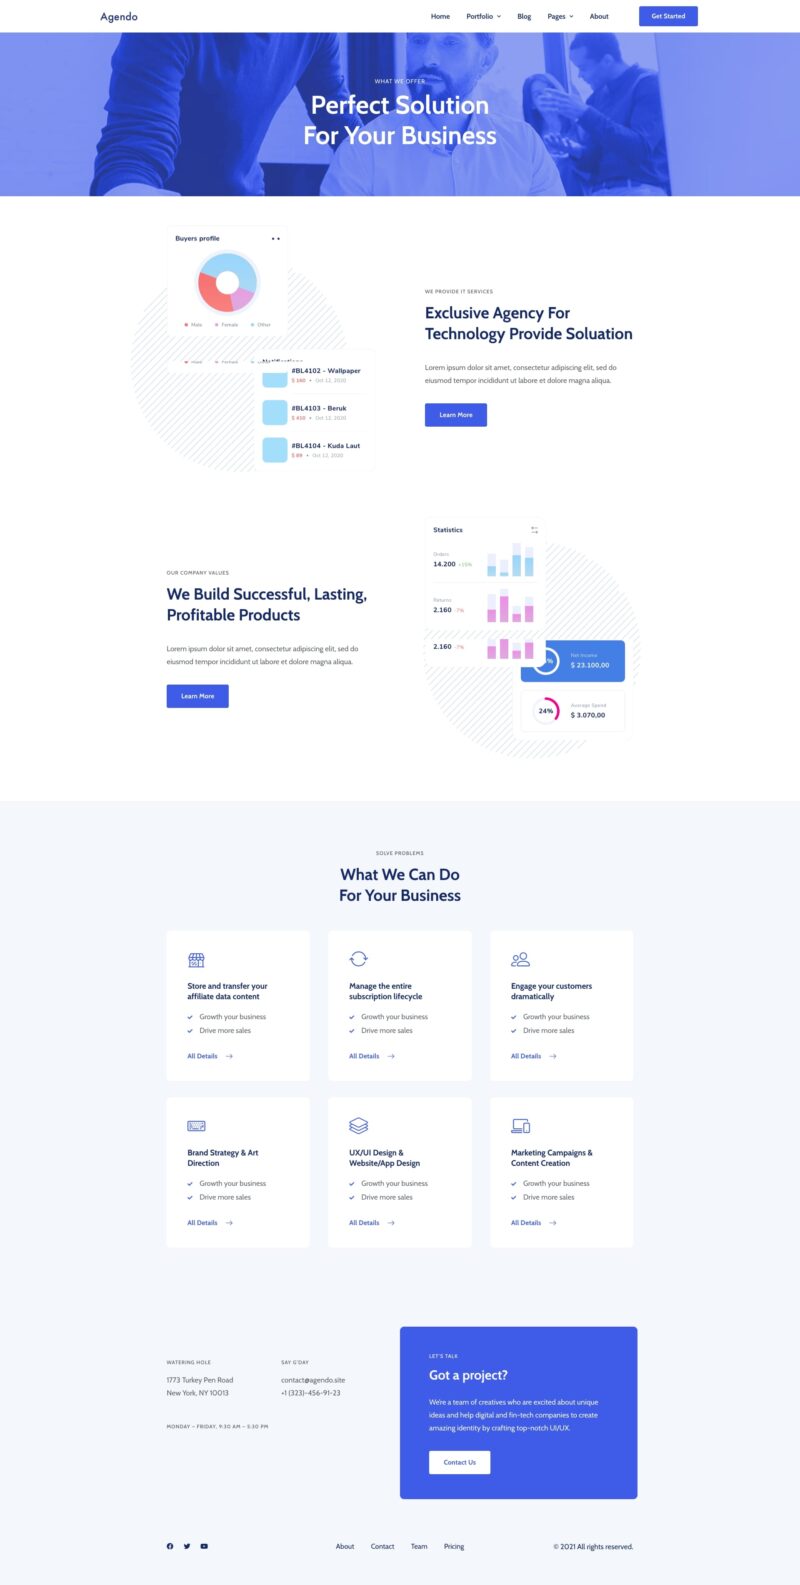 Agendo
Home Portfolio Blog Pages About Get Started
WHAT WE OFFER
Perfect Solution
For Your Business
Buyers profile
Male Female Other
#BL4102 - Wallpaper
$ 160 • Oct 12, 2020
#BL4103 - Beruk
$ 410 • Oct 12, 2020
#BL4104 - Kuda Laut
$ 89 • Oct 12, 2020
WE PROVIDE IT SERVICES
Exclusive Agency For
Technology Provide Soluation
Lorem ipsum dolor sit amet, consectetur adipiscing elit, sed do
eiusmod tempor incididunt ut labore et dolore magna aliqua.
Learn More
OUR COMPANY VALUES
We Build Successful, Lasting,
Profitable Products
Lorem ipsum dolor sit amet, consectetur adipiscing elit, sed do
eiusmod tempor incididunt ut labore et dolore magna aliqua.
Learn More
Statistics
Orders
14.200 +15%
Returns
2.160 -7%
2.160 -7%
Net Income
$ 23.100,00
24%
Average Spend
$ 3.070,00
SOLVE PROBLEMS
What We Can Do
For Your Business
Store and transfer your
affiliate data content
Growth your business
Drive more sales
All Details
Manage the entire
subscription lifecycle
Growth your business
Drive more sales
All Details
Engage your customers
dramatically
Growth your business
Drive more sales
All Details
Brand Strategy & Art
Direction
Growth your business
Drive more sales
All Details
UX/UI Design &
Website/App Design
Growth your business
Drive more sales
All Details
Marketing Campaigns &
Content Creation
Growth your business
Drive more sales
All Details
WATERING HOLE
1773 Turkey Pen Road
New York, NY 10013
SAY G'DAY
contact@agendo.site
+1 (323)-456-91-23
MONDAY – FRIDAY, 9:30 AM – 5:30 PM
LET'S TALK
Got a project?
We're a team of creatives who are excited about unique
ideas and help digital and fin-tech companies to create
amazing identity by crafting top-notch UI/UX.
Contact Us
About Contact Team Pricing
© 2021 All rights reserved.